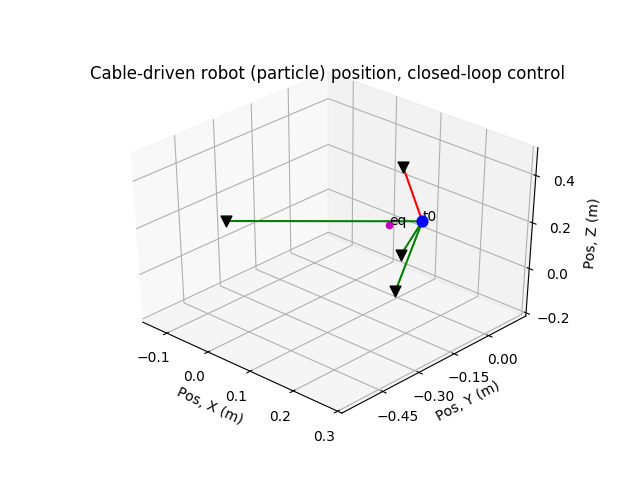 Cable-driven robot (particle) position, closed-loop control
0.4
0.2
0.0
−0.2
Pos, Z (m)
eq
t0
−0.1
0.0
0.1
0.2
0.3
Pos, X (m)
0.00
−0.15
−0.30
−0.45
Pos, Y (m)